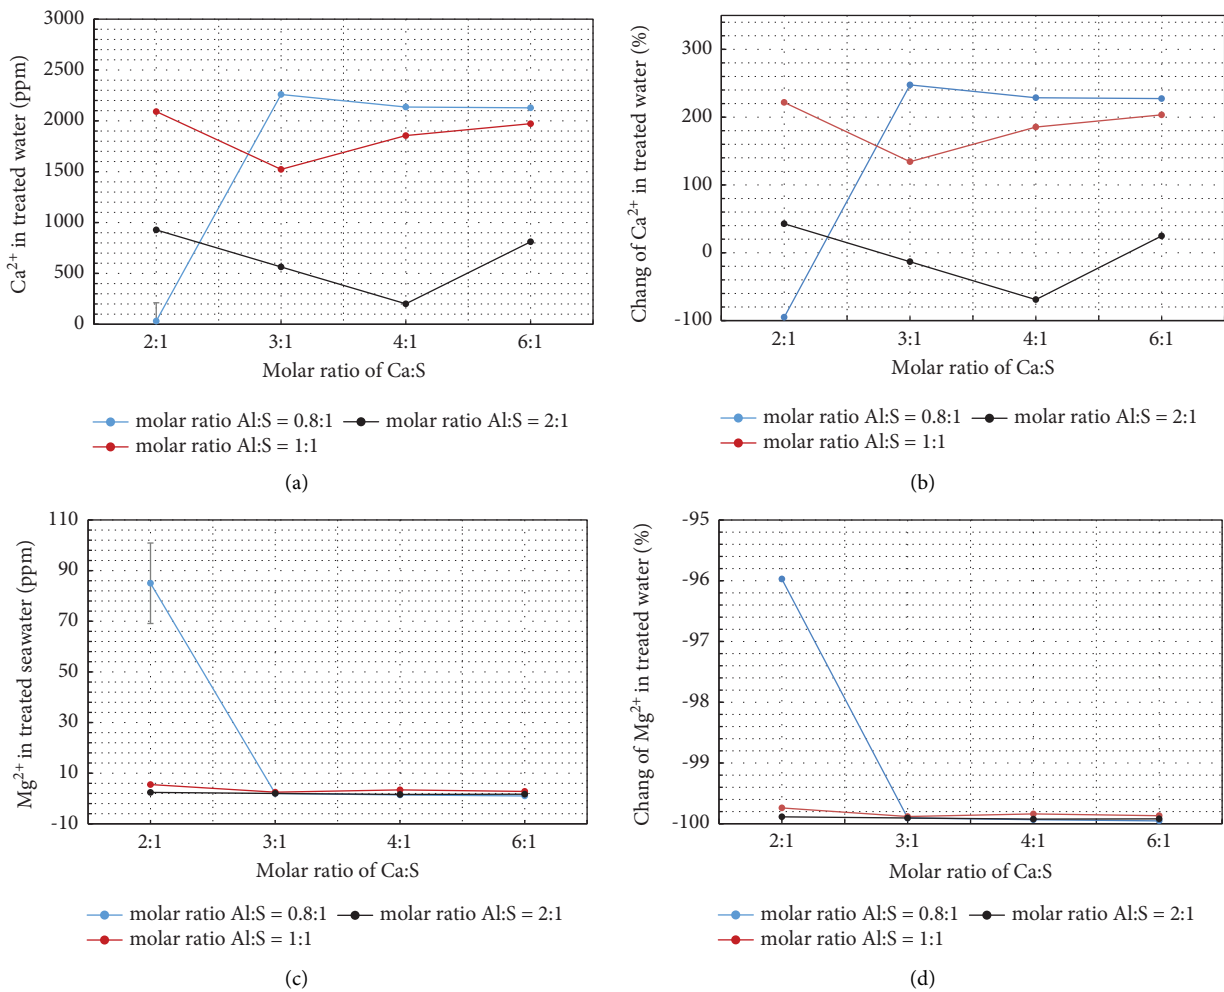 3000
2500
2000
1500
1000
500
0
Ca2+ in treated water (ppm)
2:1 3:1 4:1 6:1
Molar ratio of Ca:S
molar ratio Al:S = 0.8:1 molar ratio Al:S = 2:1
molar ratio Al:S = 1:1
(a)
300
200
100
0
-100
Chang of Ca2+ in treated water (%)
2:1 3:1 4:1 6:1
Molar ratio of Ca:S
molar ratio Al:S = 0.8:1 molar ratio Al:S = 2:1
molar ratio Al:S = 1:1
(b)
110
90
70
50
30
10
-10
Mg2+ in treated seawater (ppm)
2:1 3:1 4:1 6:1
Molar ratio of Ca:S
molar ratio Al:S = 0.8:1 molar ratio Al:S = 2:1
molar ratio Al:S = 1:1
(c)
-95
-96
-97
-98
-99
-100
Chang of Mg2+ in treated water (%)
2:1 3:1 4:1 6:1
Molar ratio of Ca:S
molar ratio Al:S = 0.8:1 molar ratio Al:S = 2:1
molar ratio Al:S = 1:1
(d)